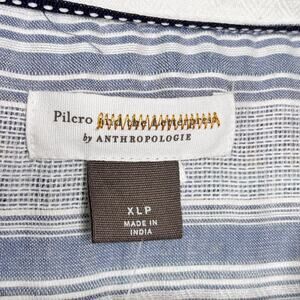 Pilcro
by ANTHROPOLOGIE
XLP
MADE IN
INDIA